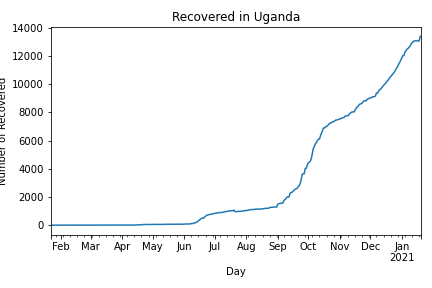 Recovered in Uganda
14000
12000
10000
8000
6000
4000
2000
0
Number of Recovered
Feb Mar Apr May Jun Jul Aug Sep Oct Nov Dec Jan
2021
Day